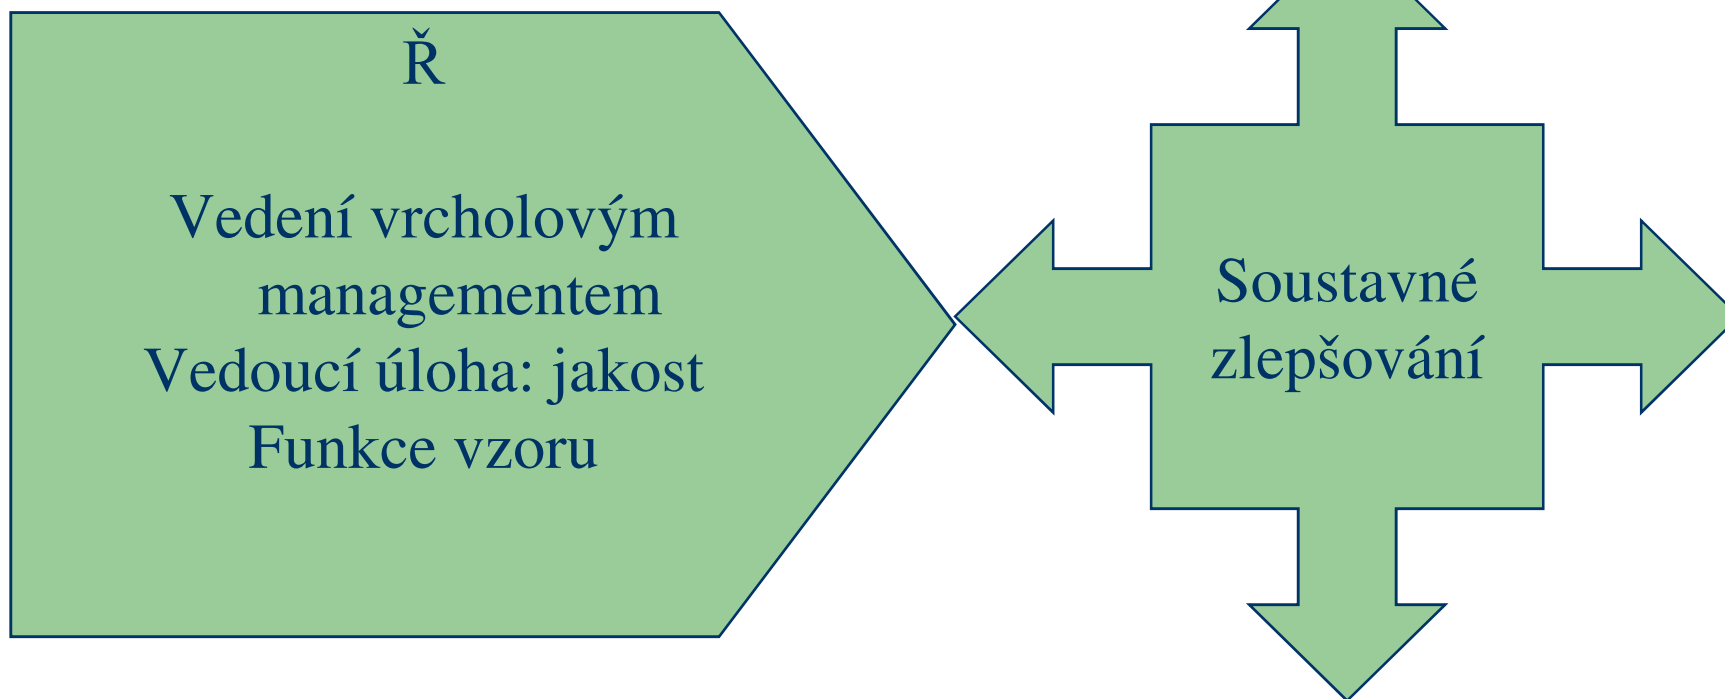 Ř
Vedení vrcholovým
managementem
Vedoucí úloha: jakost
Funkce vzoru
Soustavné
zlepšování